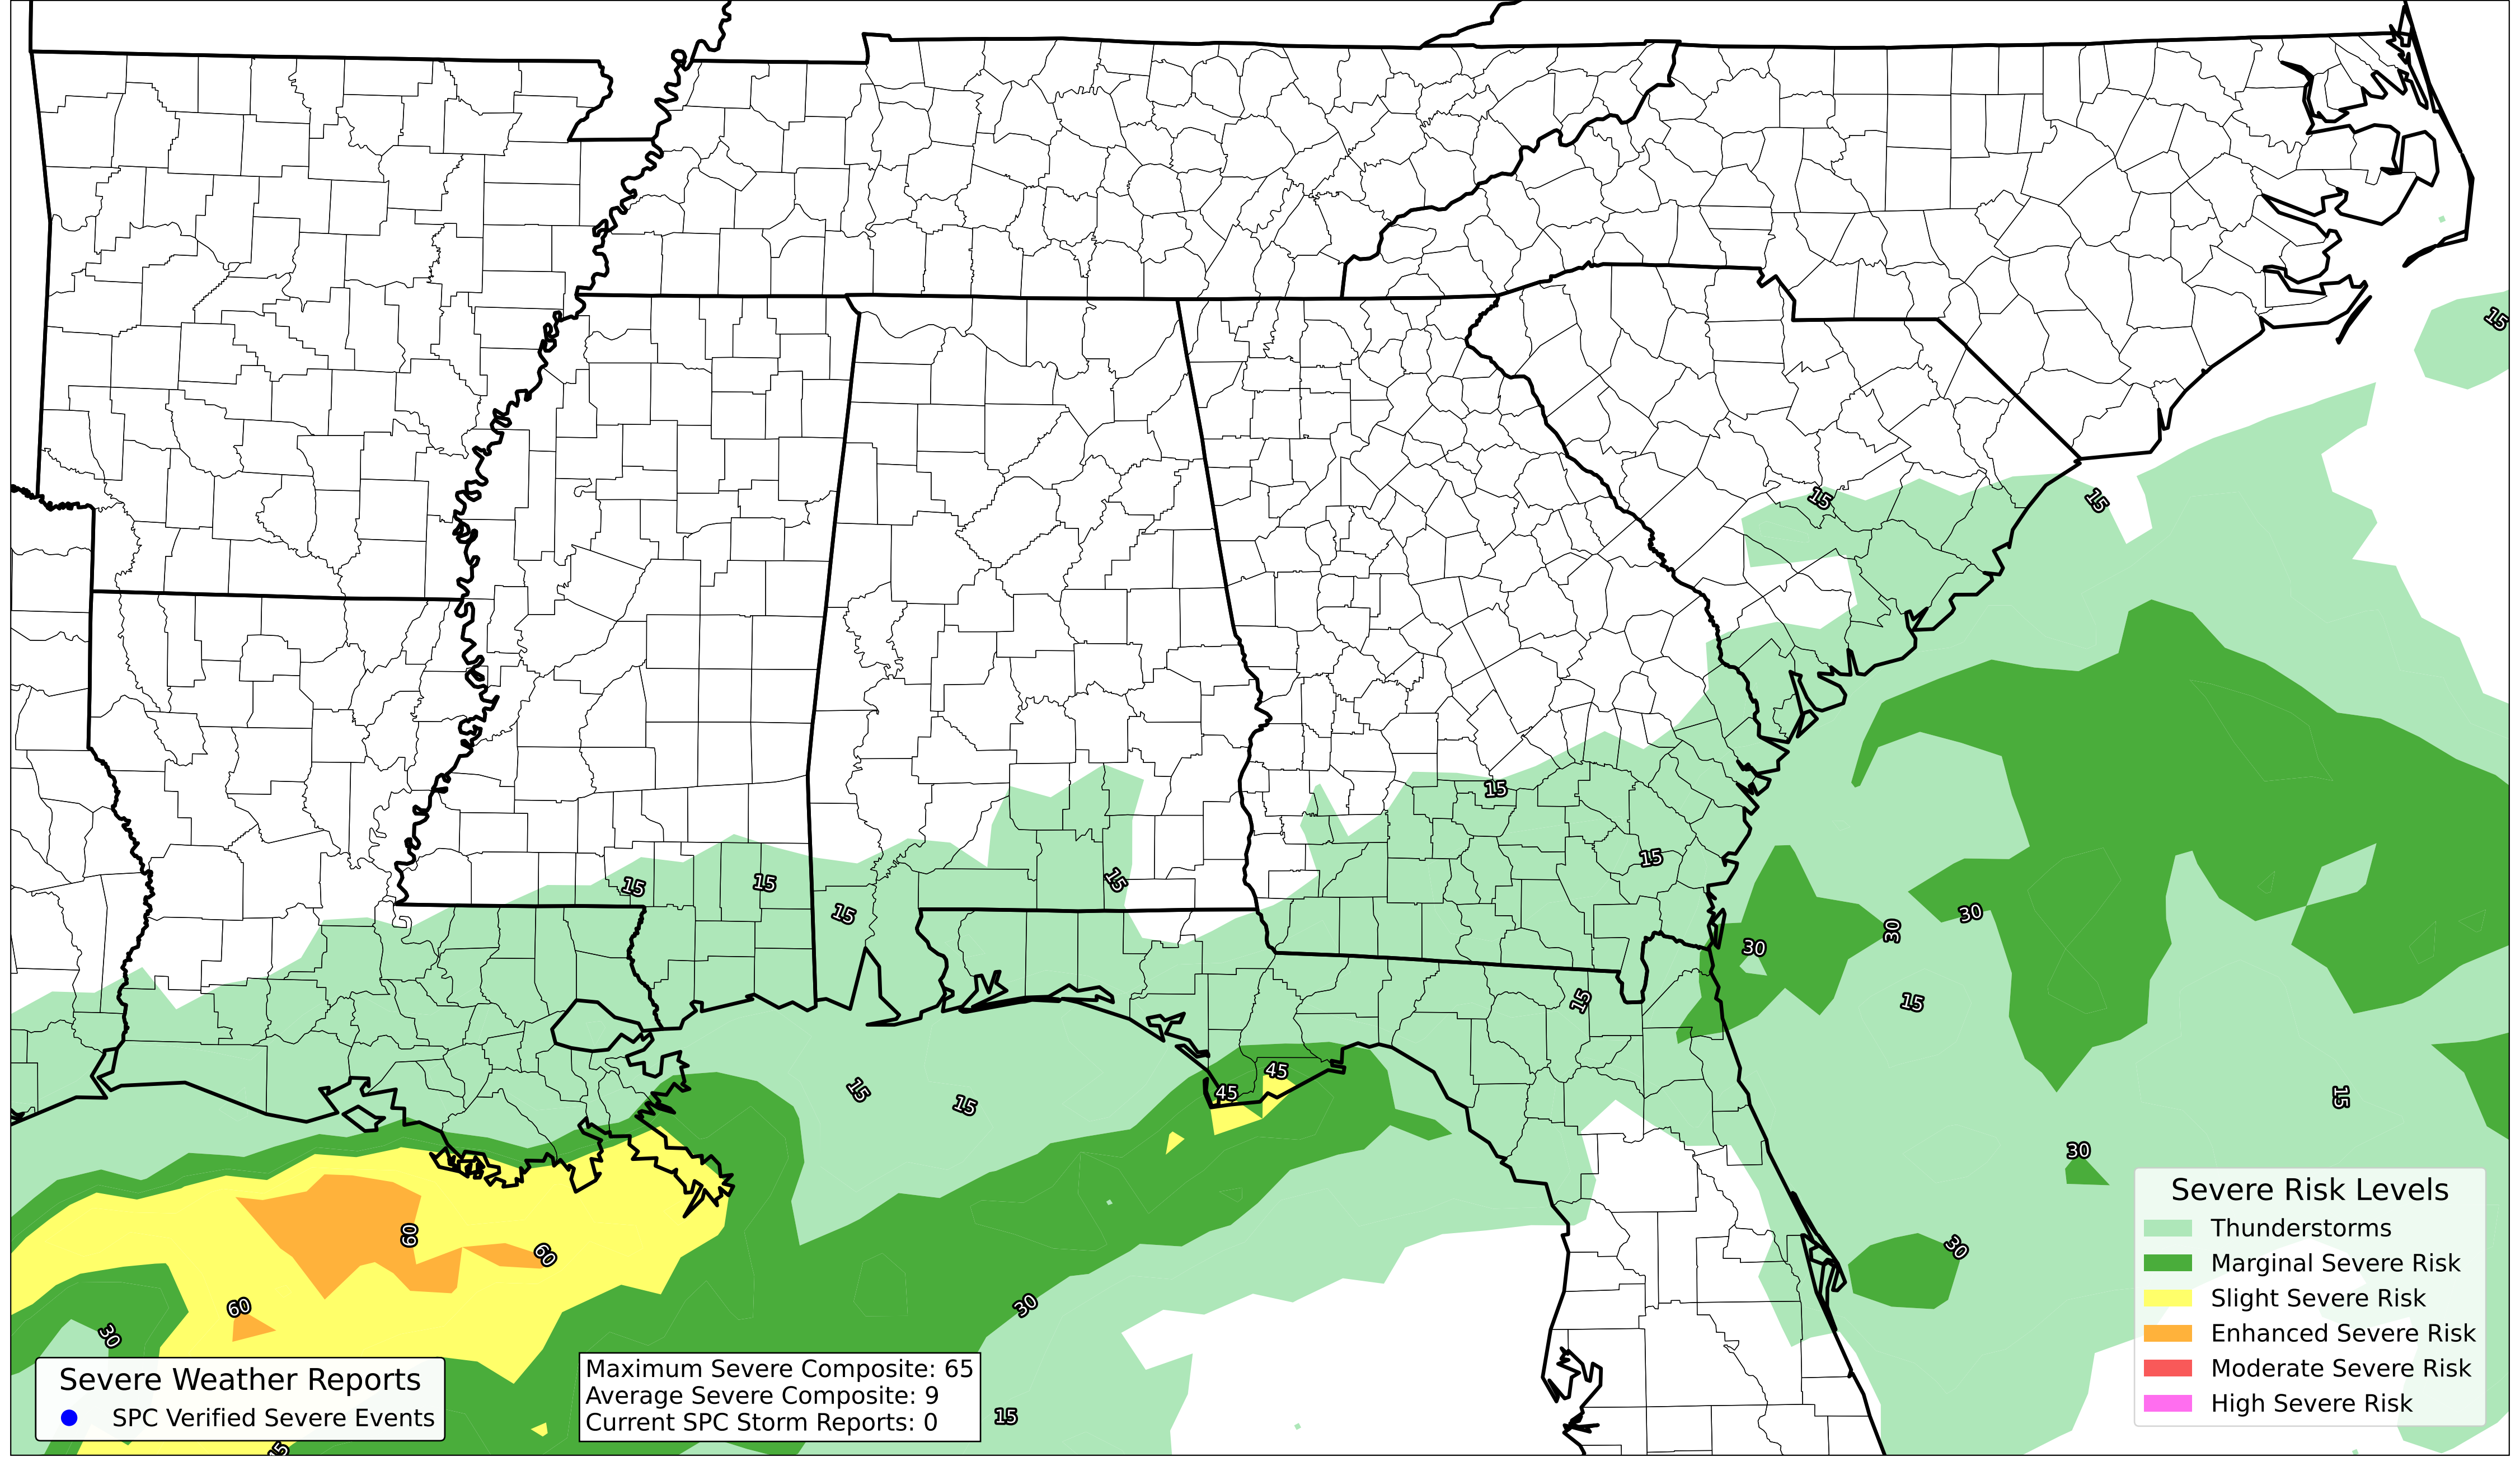 15
15
15
15
15
15
15
15
15
30
30
30
15
15
45
45
15
15
15
30
60
60
30
60
30
30
15
45
Severe Weather Reports
SPC Verified Severe Events
Maximum Severe Composite: 65
Average Severe Composite: 9
Current SPC Storm Reports: 0
Severe Risk Levels
Thunderstorms
Marginal Severe Risk
Slight Severe Risk
Enhanced Severe Risk
Moderate Severe Risk
High Severe Risk